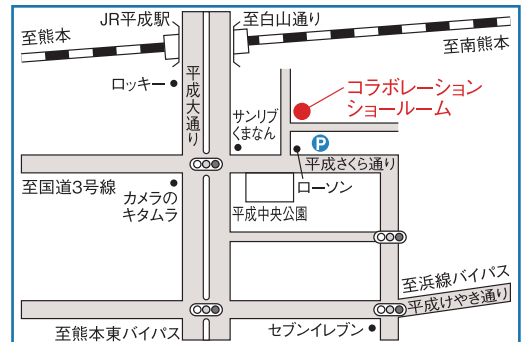 JR平成駅
至白山通り
至熊本
至南熊本
ロッキー
平成大通り
コラボレーション
ショールーム
サンリブ
くまなん
P
平成さくら通り
至国道3号線
カメラの
キタムラ
ローソン
平成中央公園
至浜線バイパス
平成けやき通り
至熊本東バイパス
セブンイレブン